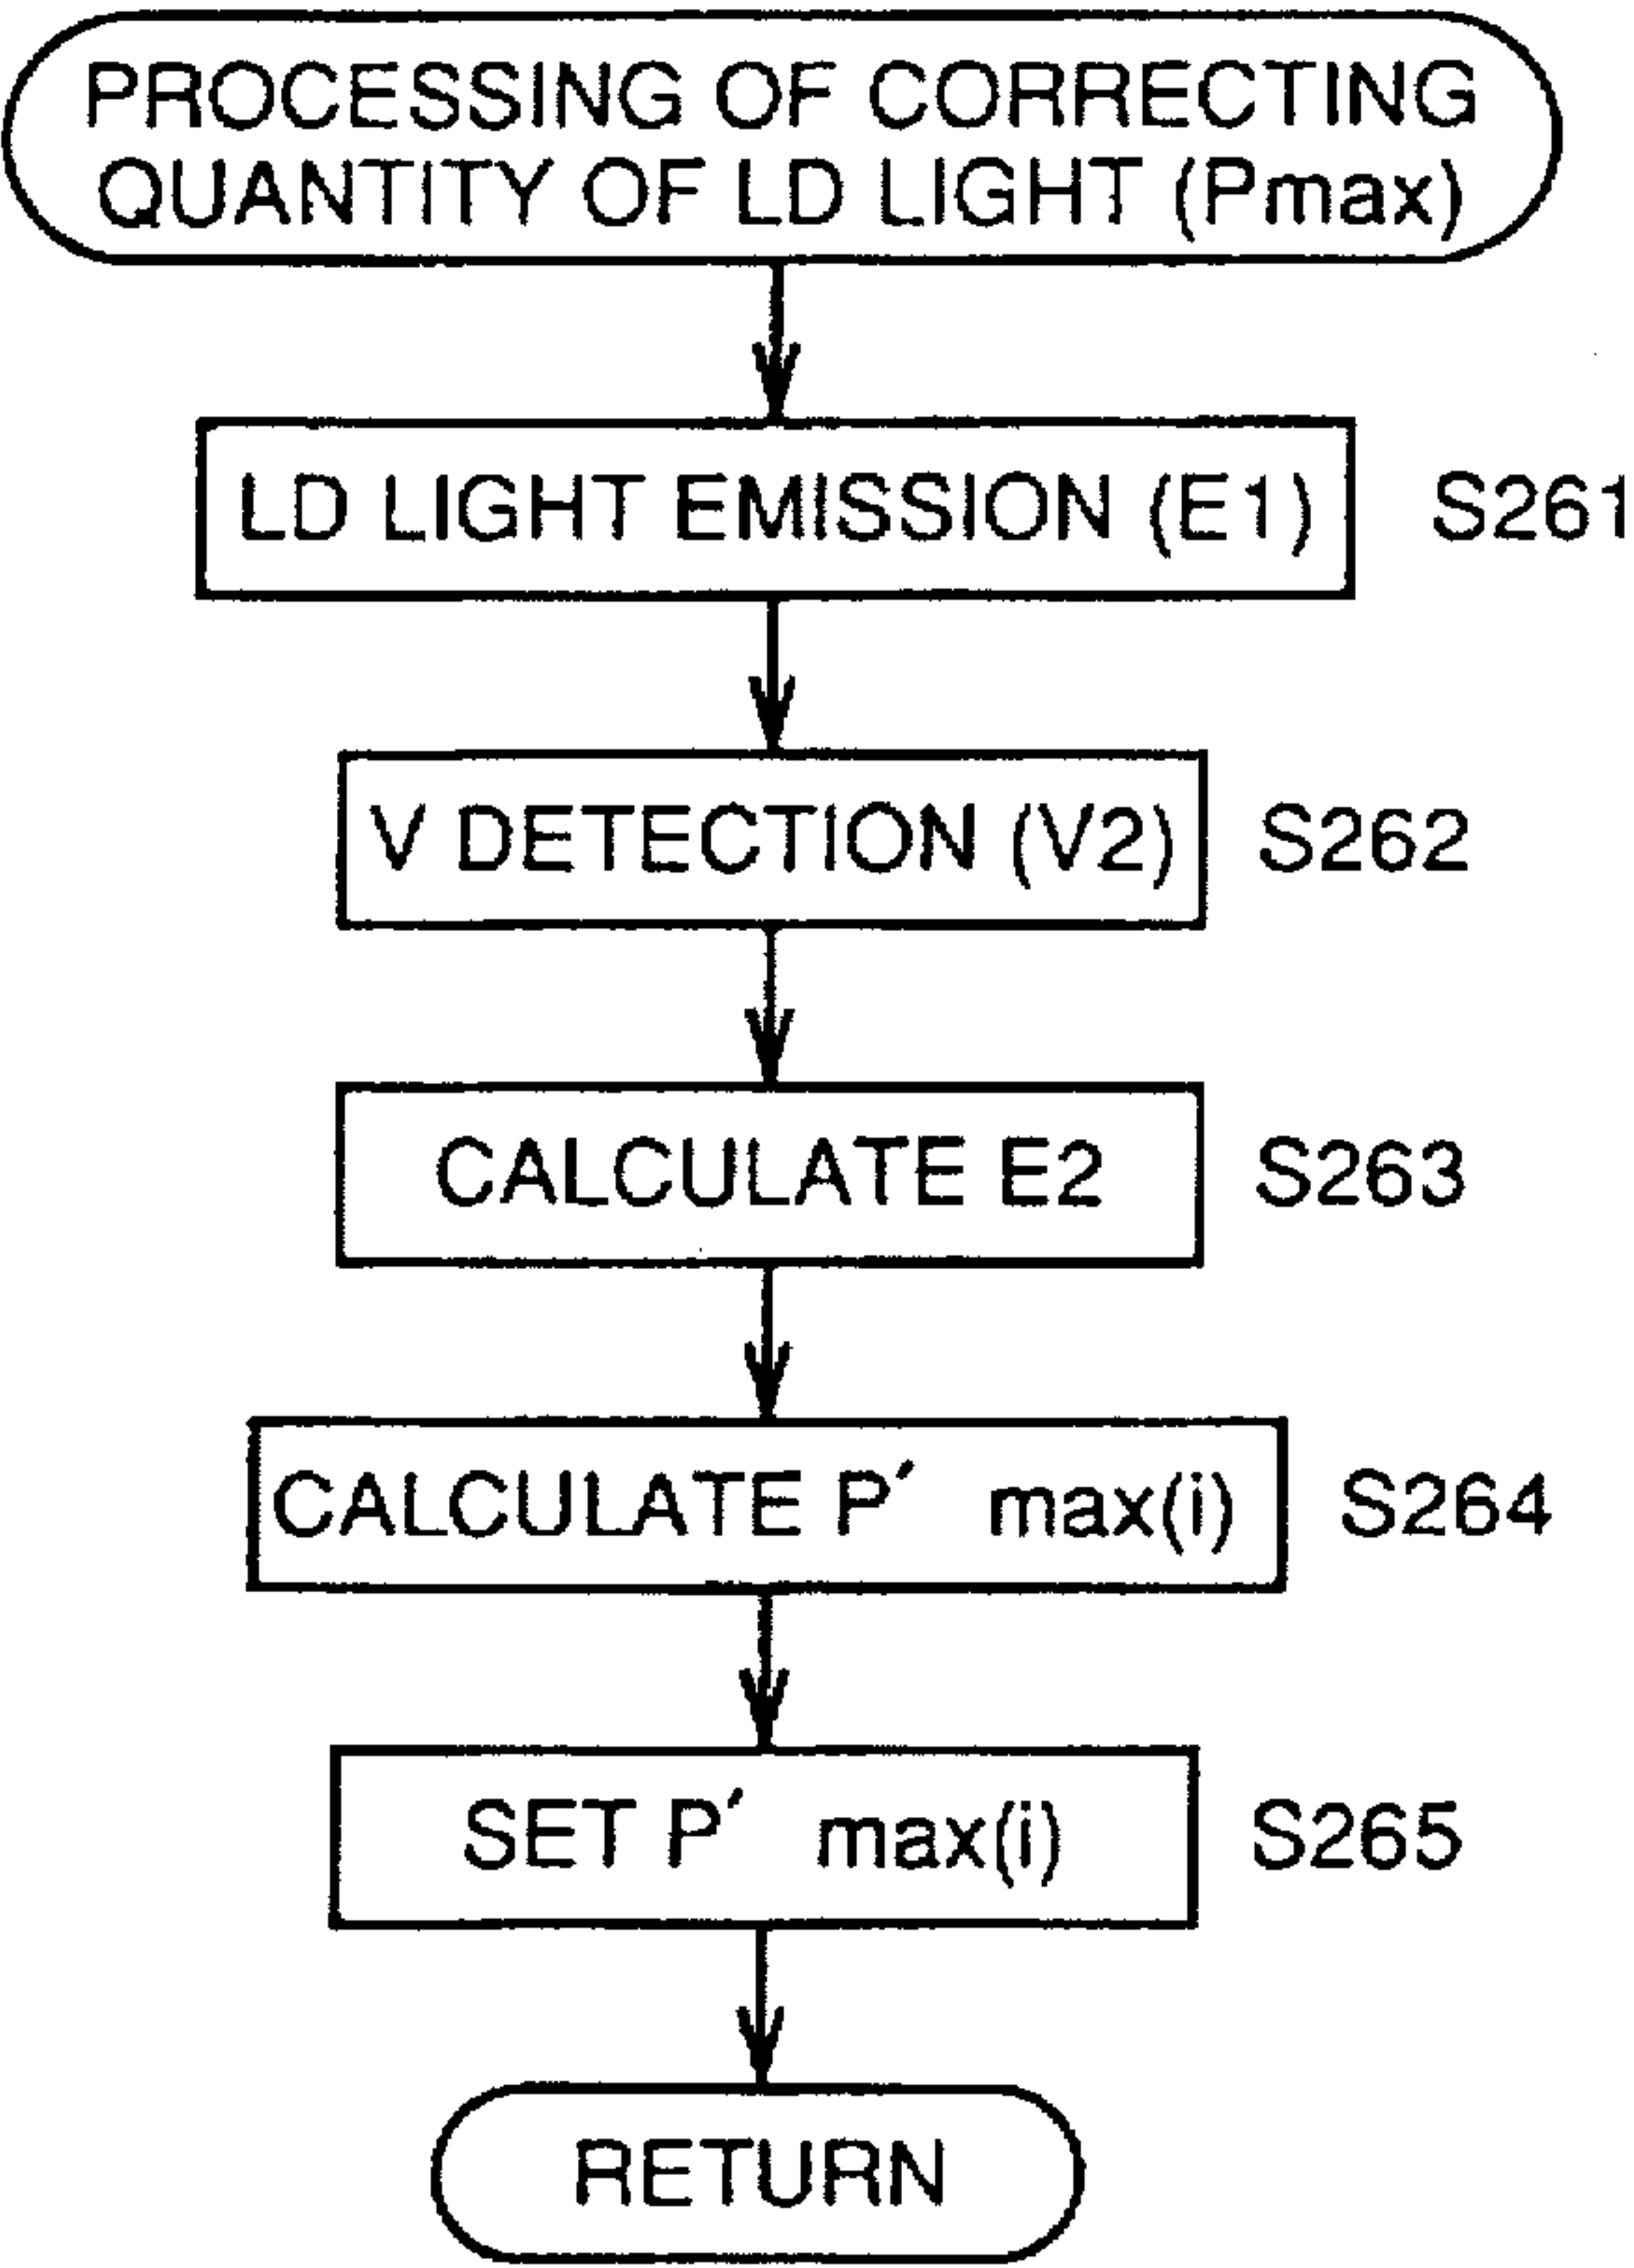 PROCESSING OF CORRECTING
QUANTITY OF LD LIGHT (Pmax)
LD LIGHT EMISSION (E1) S261
V DETECTION (V2) S262
CALCULATE E2 S263
CALCULATE P′ max(i) S264
SET P′ max(i) S265
RETURN